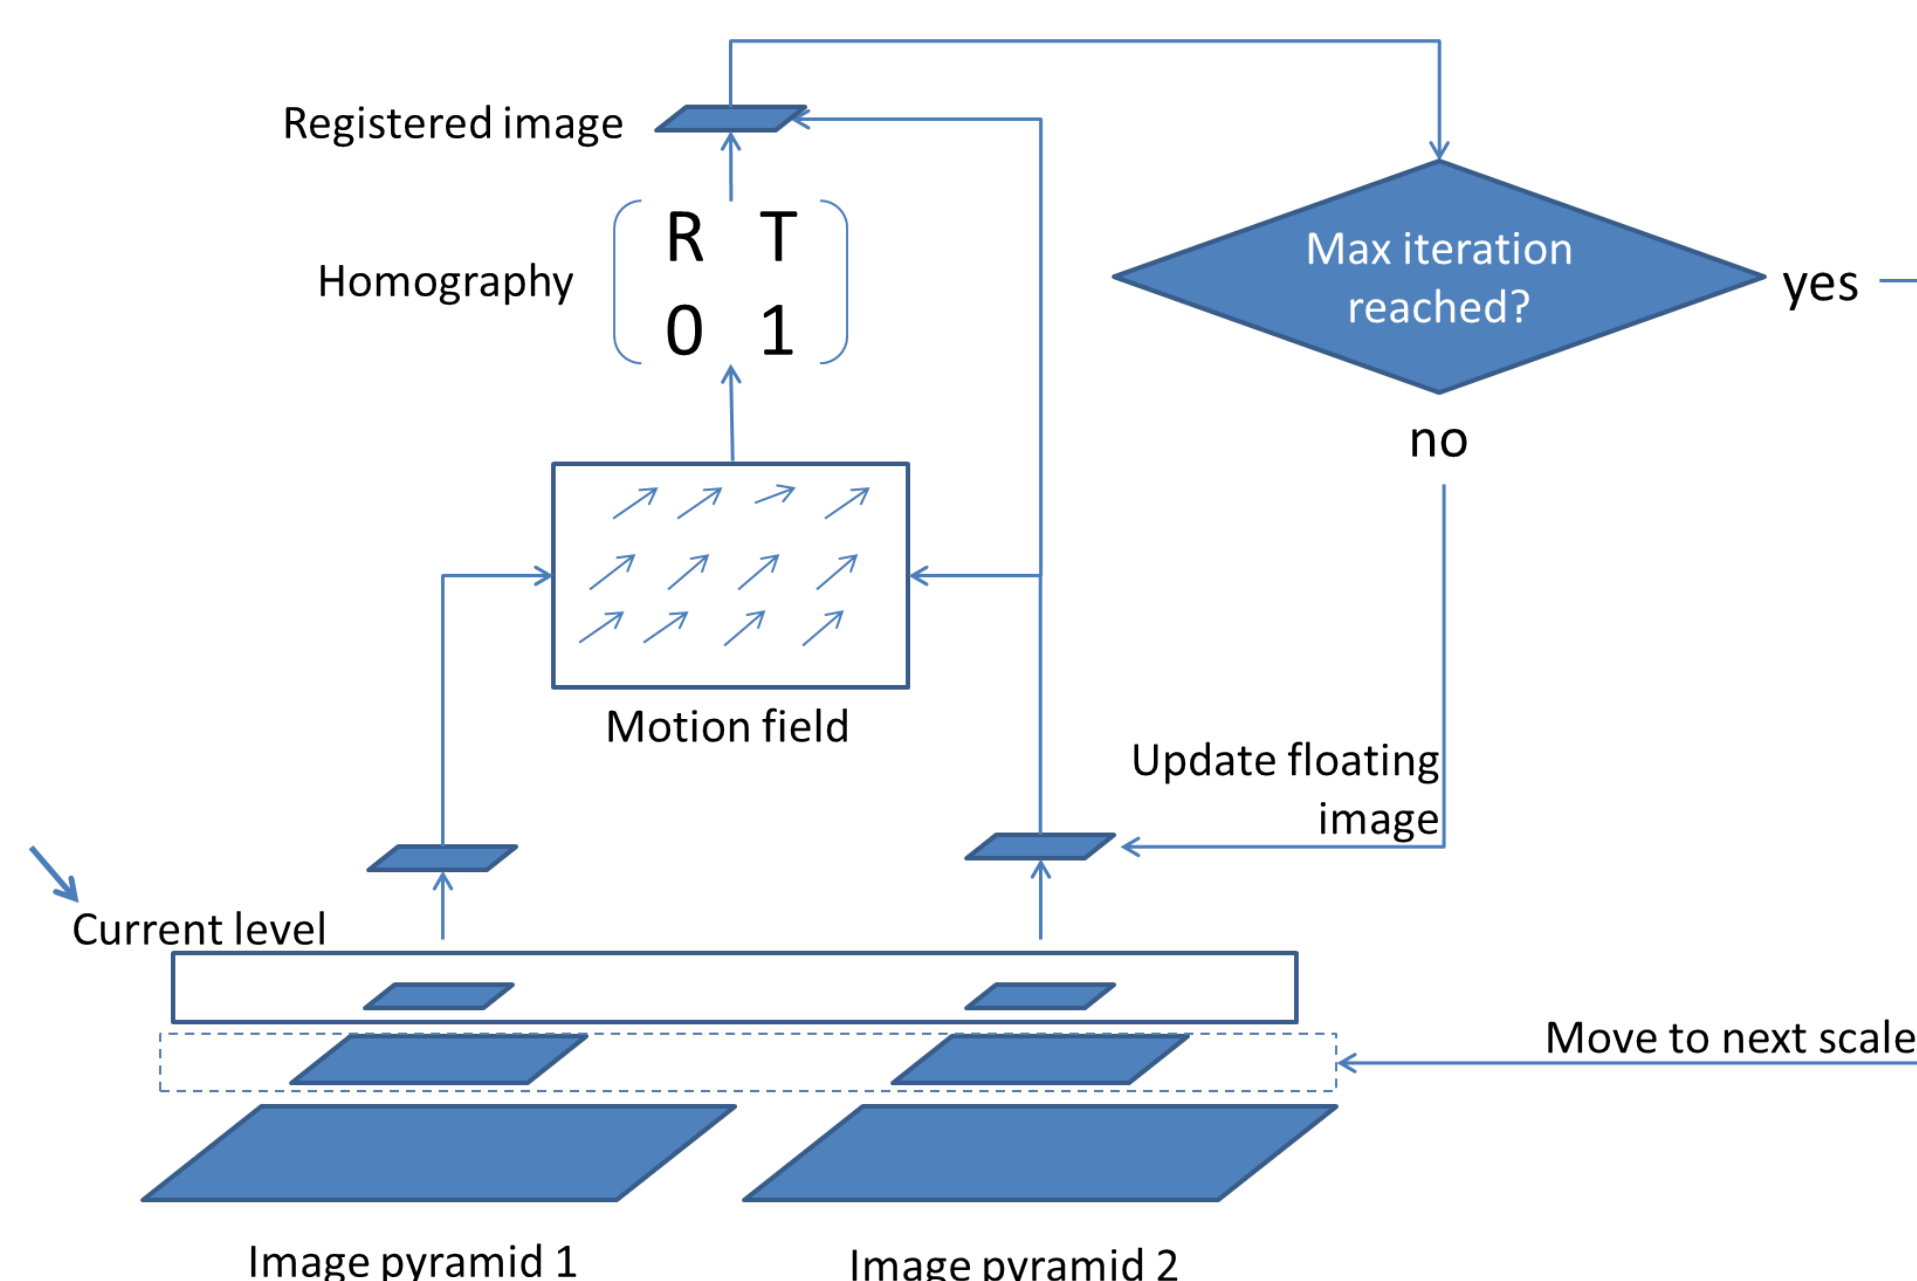 Registered image
R T
Homography
0 1
Max iteration
reached?
yes
no
Motion field
Update floating
image
Current level
Move to next scale
Image pyramid 1
Image pyramid 2